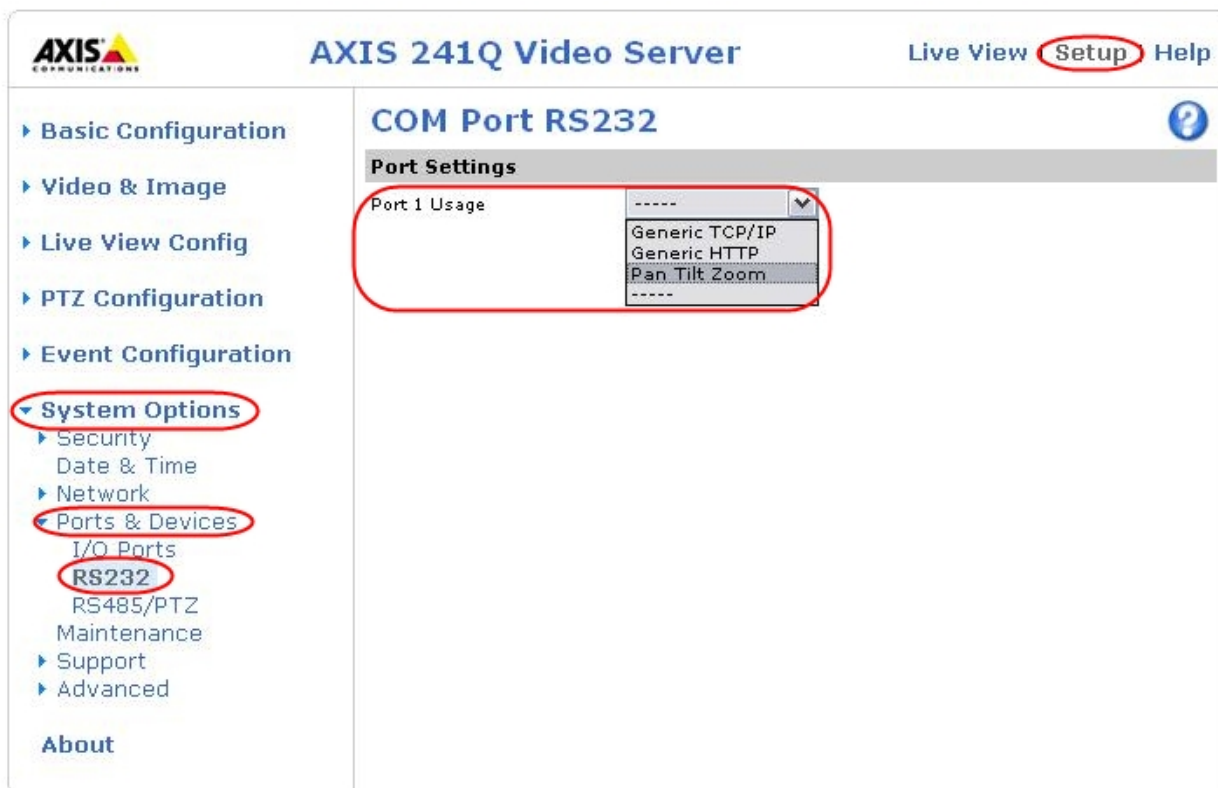 AXIS
COMMUNICATIONS
AXIS 241Q Video Server
Live View | Setup | Help
Basic Configuration
Video & Image
Live View Config
PTZ Configuration
Event Configuration
System Options
Security
Date & Time
Network
Ports & Devices
I/O Ports
RS232
RS485/PTZ
Maintenance
Support
Advanced
About
COM Port RS232
?
Port Settings
Port 1 Usage
-----
Generic TCP/IP
Generic HTTP
Pan Tilt Zoom
-----